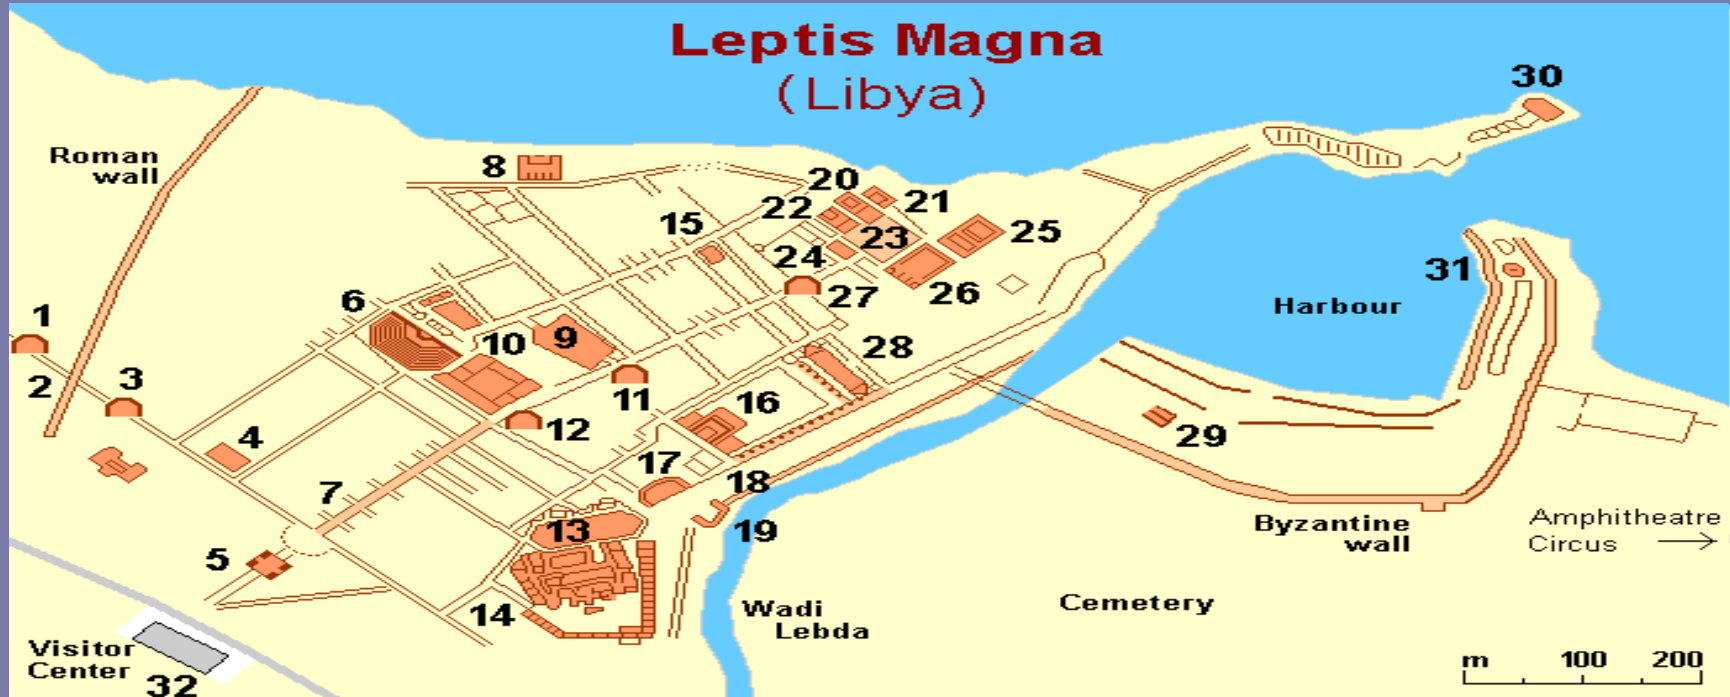 Leptis Magna
(Libya)
30
Roman
wall
8
20
21
22
15
23
25
24
31
1
6
27
26
Harbour
10
9
28
2
3
11
16
12
4
29
17
7
18
13
19
Byzantine
wall
Amphitheatre
Circus
5
14
Wadi
Lebda
Cemetery
Visitor
Center
32
m 100 200